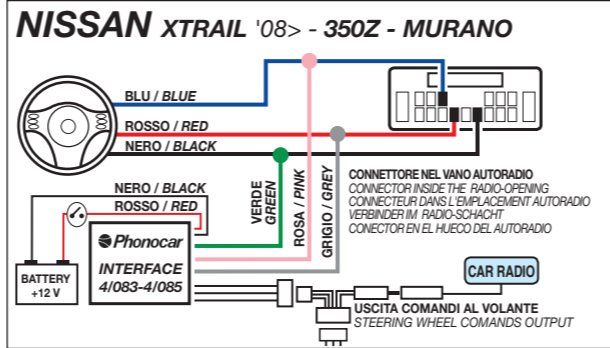 NISSAN XTRAIL '08> - 350Z - MURANO
BLU / BLUE
ROSSO / RED
NERO / BLACK
NERO / BLACK
ROSSO / RED
VERDE
GREEN
ROSA / PINK
GRIGIO / GREY
CONNETTORE NEL VANO AUTORADIO
CONNECTOR INSIDE THE RADIO-OPENING
CONNECTEUR DANS L'EMPLACEMENT AUTORADIO
VERBINDER IM RADIO-SCHACHT
CONECTOR EN EL HUECO DEL AUTORADIO
Phonocar
INTERFACE
4/083-4/085
BATTERY
+12 V
CAR RADIO
USCITA COMANDI AL VOLANTE
STEERING WHEEL COMANDS OUTPUT